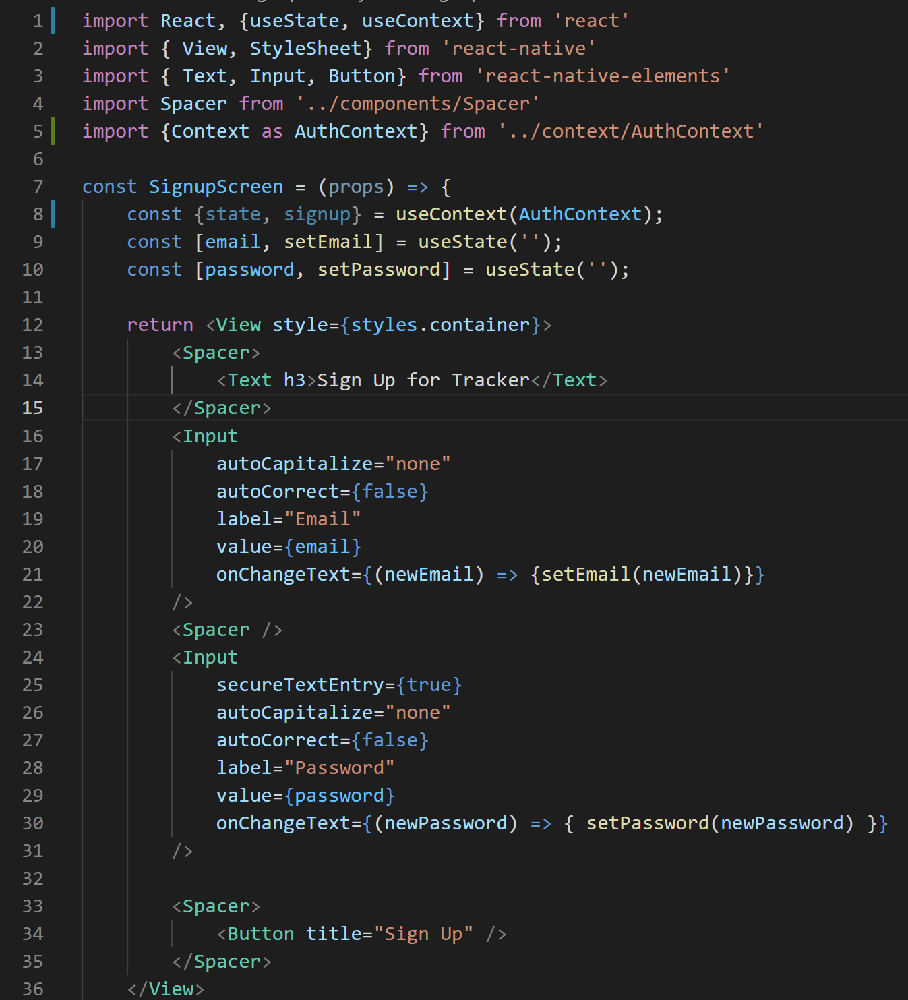 1 import React, {useState, useContext} from 'react'
2 import { View, StyleSheet} from 'react-native'
3 import { Text, Input, Button} from 'react-native-elements'
4 import Spacer from '../components/Spacer'
5 import {Context as AuthContext} from '../context/AuthContext'
6
7 const SignupScreen = (props) => {
8     const {state, signup} = useContext(AuthContext);
9     const [email, setEmail] = useState('');
10     const [password, setPassword] = useState('');
11
12     return <View style={styles.container}>
13         <Spacer>
14             <Text h3>Sign Up for Tracker</Text>
15         </Spacer>
16         <Input
17             autoCapitalize="none"
18             autoCorrect={false}
19             label="Email"
20             value={email}
21             onChangeText={(newEmail) => {setEmail(newEmail)}}
22         />
23         <Spacer />
24         <Input
25             secureTextEntry={true}
26             autoCapitalize="none"
27             autoCorrect={false}
28             label="Password"
29             value={password}
30             onChangeText={(newPassword) => { setPassword(newPassword) }}
31         />
32
33         <Spacer>
34             <Button title="Sign Up" />
35         </Spacer>
36     </View>